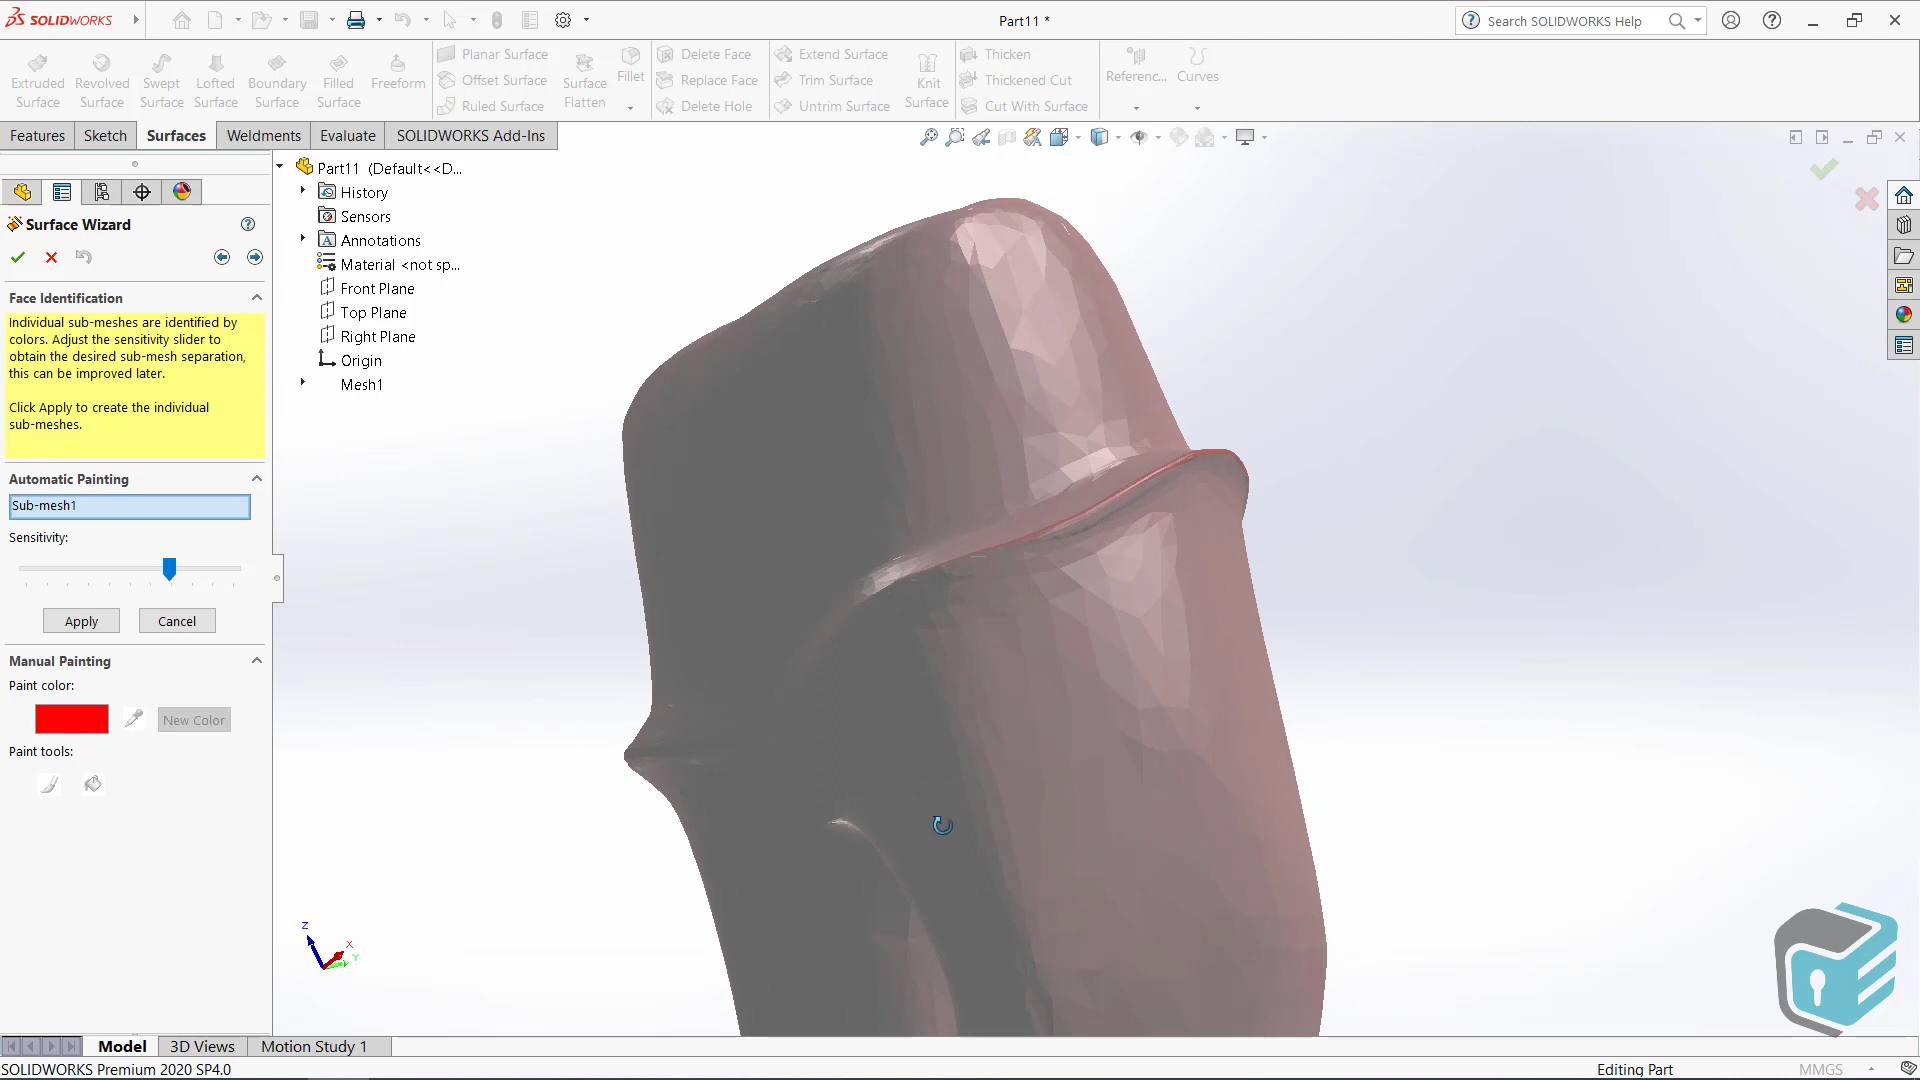 SOLIDWORKS
Part11 *
Search SOLIDWORKS Help
Extruded Surface
Revolved Surface
Swept Surface
Lofted Surface
Boundary Surface
Filled Surface
Freeform
Planar Surface
Offset Surface
Ruled Surface
Surface Flatten
Fillet
Delete Face
Replace Face
Delete Hole
Extend Surface
Trim Surface
Untrim Surface
Knit Surface
Thicken
Thickened Cut
Cut With Surface
Referenc...
Curves
Features
Sketch
Surfaces
Weldments
Evaluate
SOLIDWORKS Add-Ins
Surface Wizard
Face Identification
Individual sub-meshes are identified by
colors. Adjust the sensitivity slider to
obtain the desired sub-mesh separation,
this can be improved later.
Click Apply to create the individual
sub-meshes.
Automatic Painting
Sub-mesh1
Sensitivity:
Apply
Cancel
Manual Painting
Paint color:
New Color
Paint tools:
Part11 (Default<<D...
History
Sensors
Annotations
Material <not sp...
Front Plane
Top Plane
Right Plane
Origin
Mesh1
Z
X
Y
Model
3D Views
Motion Study 1
SOLIDWORKS Premium 2020 SP4.0
Editing Part
MMGS